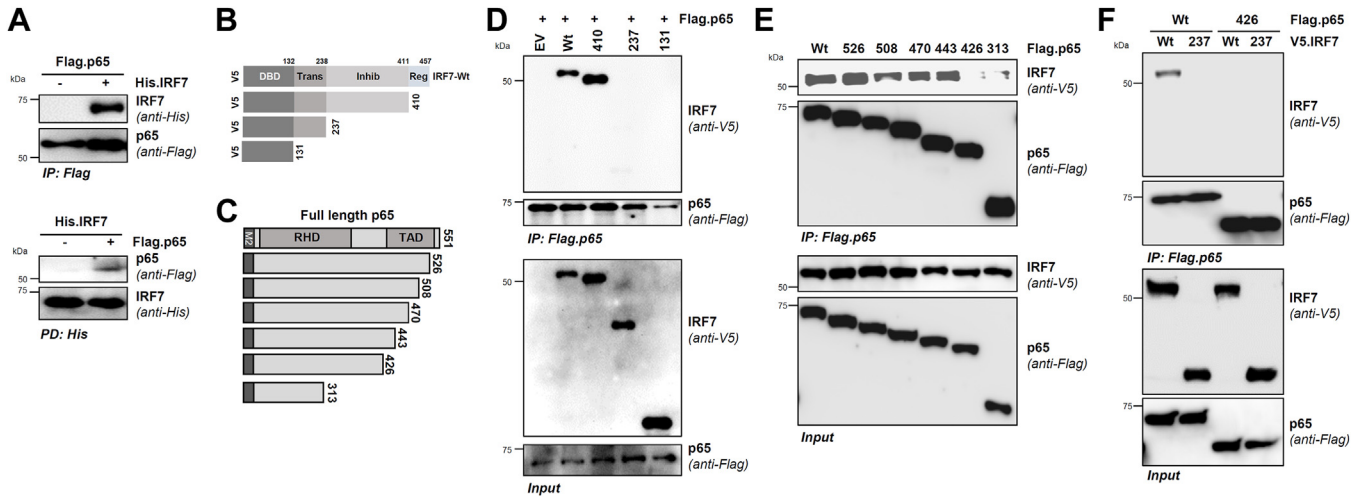 A
Flag.p65
kDa
- + His.IRF7
75
IRF7
(anti-His)
p65
(anti-Flag)
50
IP: Flag
His.IRF7
kDa
- + Flag.p65
p65
(anti-Flag)
50
75
IRF7
(anti-His)
PD: His
B
132 238 411 457
V5 DBD Trans Inhib Reg IRF7-Wt
V5 410
V5 237
V5 131
C
Full length p65
M2 RHD TAD 551
526
508
470
443
426
313
D
+ + + + + Flag.p65
EV Wt 410 237 131
kDa
50
IRF7
(anti-V5)
75
p65
(anti-Flag)
IP: Flag.p65
50
IRF7
(anti-V5)
75
p65
(anti-Flag)
Input
E
Wt 526 508 470 443 426 313 Flag.p65
kDa
IRF7
(anti-V5)
50
75
p65
(anti-Flag)
IP: Flag.p65
IRF7
(anti-V5)
50
75
p65
(anti-Flag)
Input
F
Wt 426 Flag.p65
Wt 237 Wt 237 V5.IRF7
kDa
50
IRF7
(anti-V5)
75
p65
(anti-Flag)
IP: Flag.p65
50
IRF7
(anti-V5)
75
p65
(anti-Flag)
Input